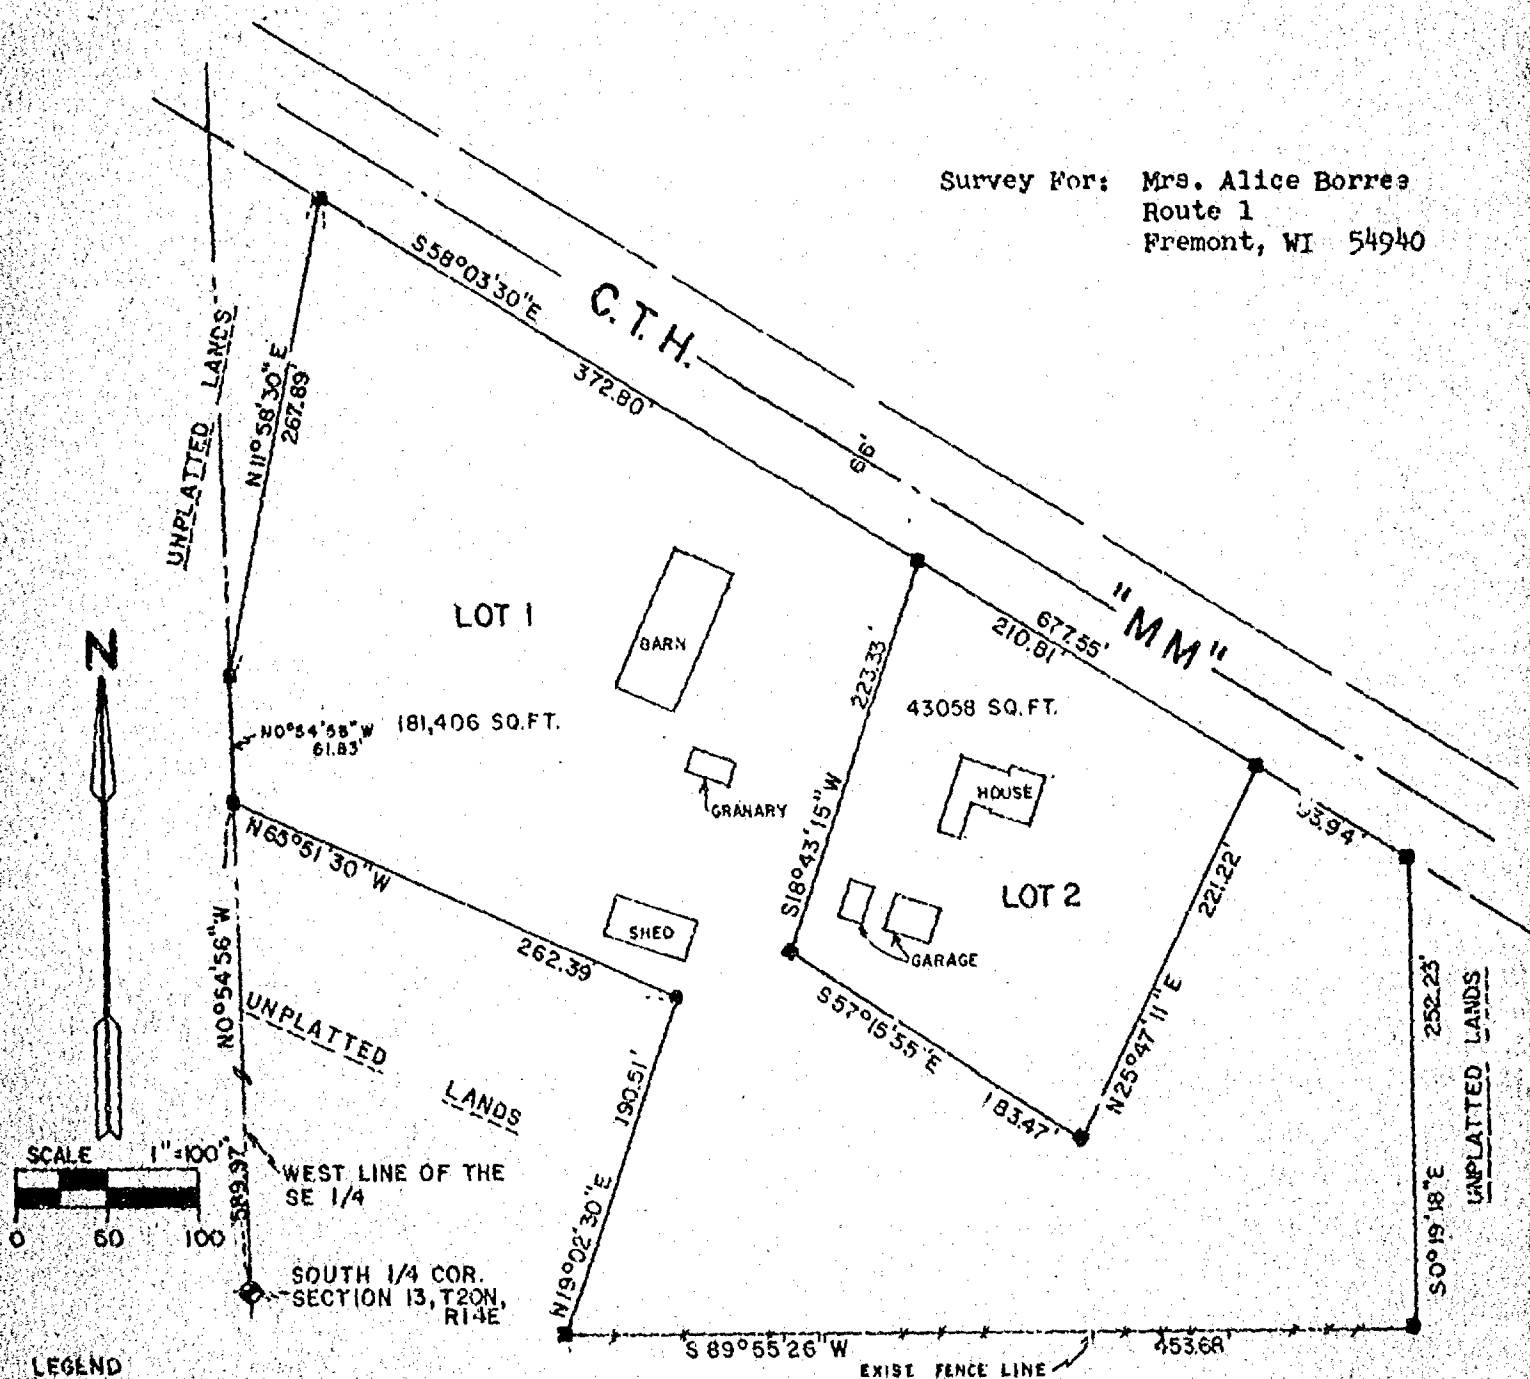 Survey For: Mrs. Alice Borres
Route 1
Fremont, WI 54940
S58°03'30"E
372.80'
C.T.H.
"MM"
66'
UNPLATTED LANDS
N11°58'30"E
267.89'
LOT 1
BARN
181,406 SQ.FT.
N0°54'56"W
61.83'
GRANARY
223.33'
S18°43'15"W
677.55'
210.81'
43058 SQ.FT.
HOUSE
LOT 2
GARAGE
221.22'
N25°47'11"E
93.94'
N
N65°51'30"W
262.39'
SHED
S57°15'55"E
183.47'
N0°54'56"W
589.97'
UNPLATTED
LANDS
190.51'
N19°02'30"E
252.23'
S0°19'18"E
UNPLATTED LANDS
SCALE 1"=100'
0 50 100
WEST LINE OF THE
SE 1/4
SOUTH 1/4 COR.
SECTION 13, T20N,
R14E
S89°55'26"W
453.68'
EXIST FENCE LINE
LEGEND